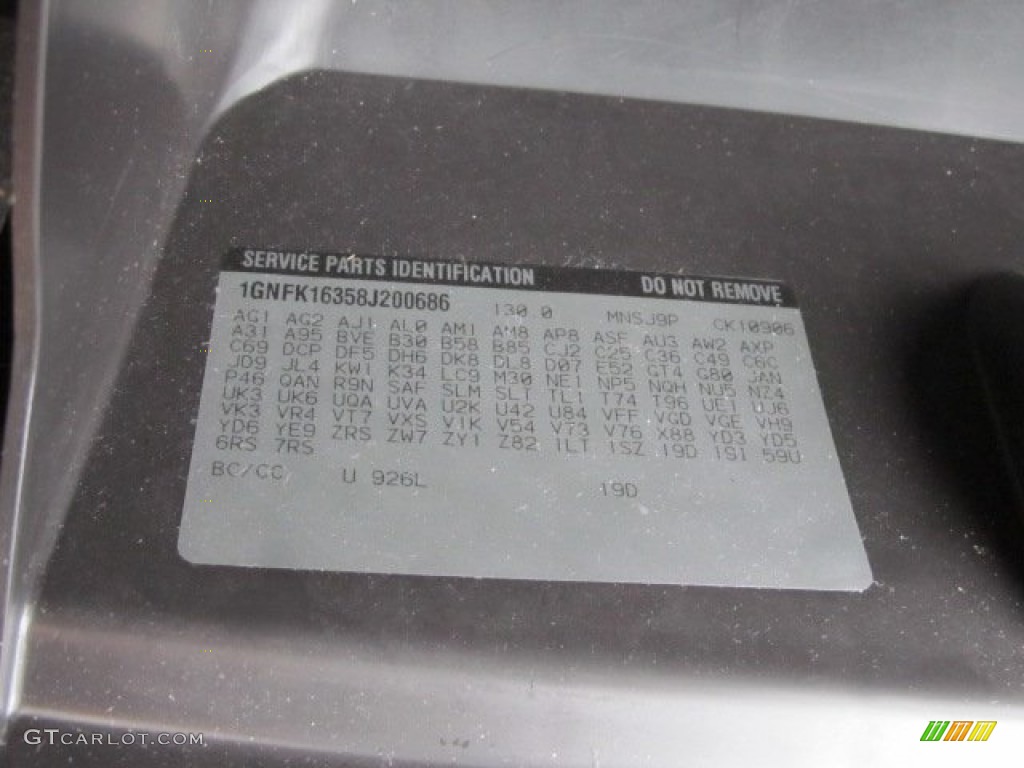 SERVICE PARTS IDENTIFICATION DO NOT REMOVE
1GNFK16358J200686 130.0 MNSJ9P CK10906
AG1 AG2 AJ1 AL0 AM1 AM8 AP8 ASF AU3 AW2 AXP
A31 A95 BVE B30 B58 B85 CJ2 C25 C36 C49 C6C
C69 DCP DF5 DH6 DK8 DL8 D07 E52 GT4 G80 JAN
JD9 JL4 KW1 K34 LC9 M30 NE1 NP5 NQH NU5 NZ4
P46 QAN R9N SAF SLM SLT TL1 T74 T96 UE1 UJ6
UK3 UK6 UQA UVA U2K U42 U84 VFF VGD VGE VH9
VK3 VR4 VT7 VXS V1K V54 V73 V76 X88 YD3 YD5
YD6 YE9 ZRS ZW7 ZY1 Z82 1LT 1SZ 19D 1SI 59U
6RS 7RS
BC/CC U 926L 19D
GTCARLOT.COM